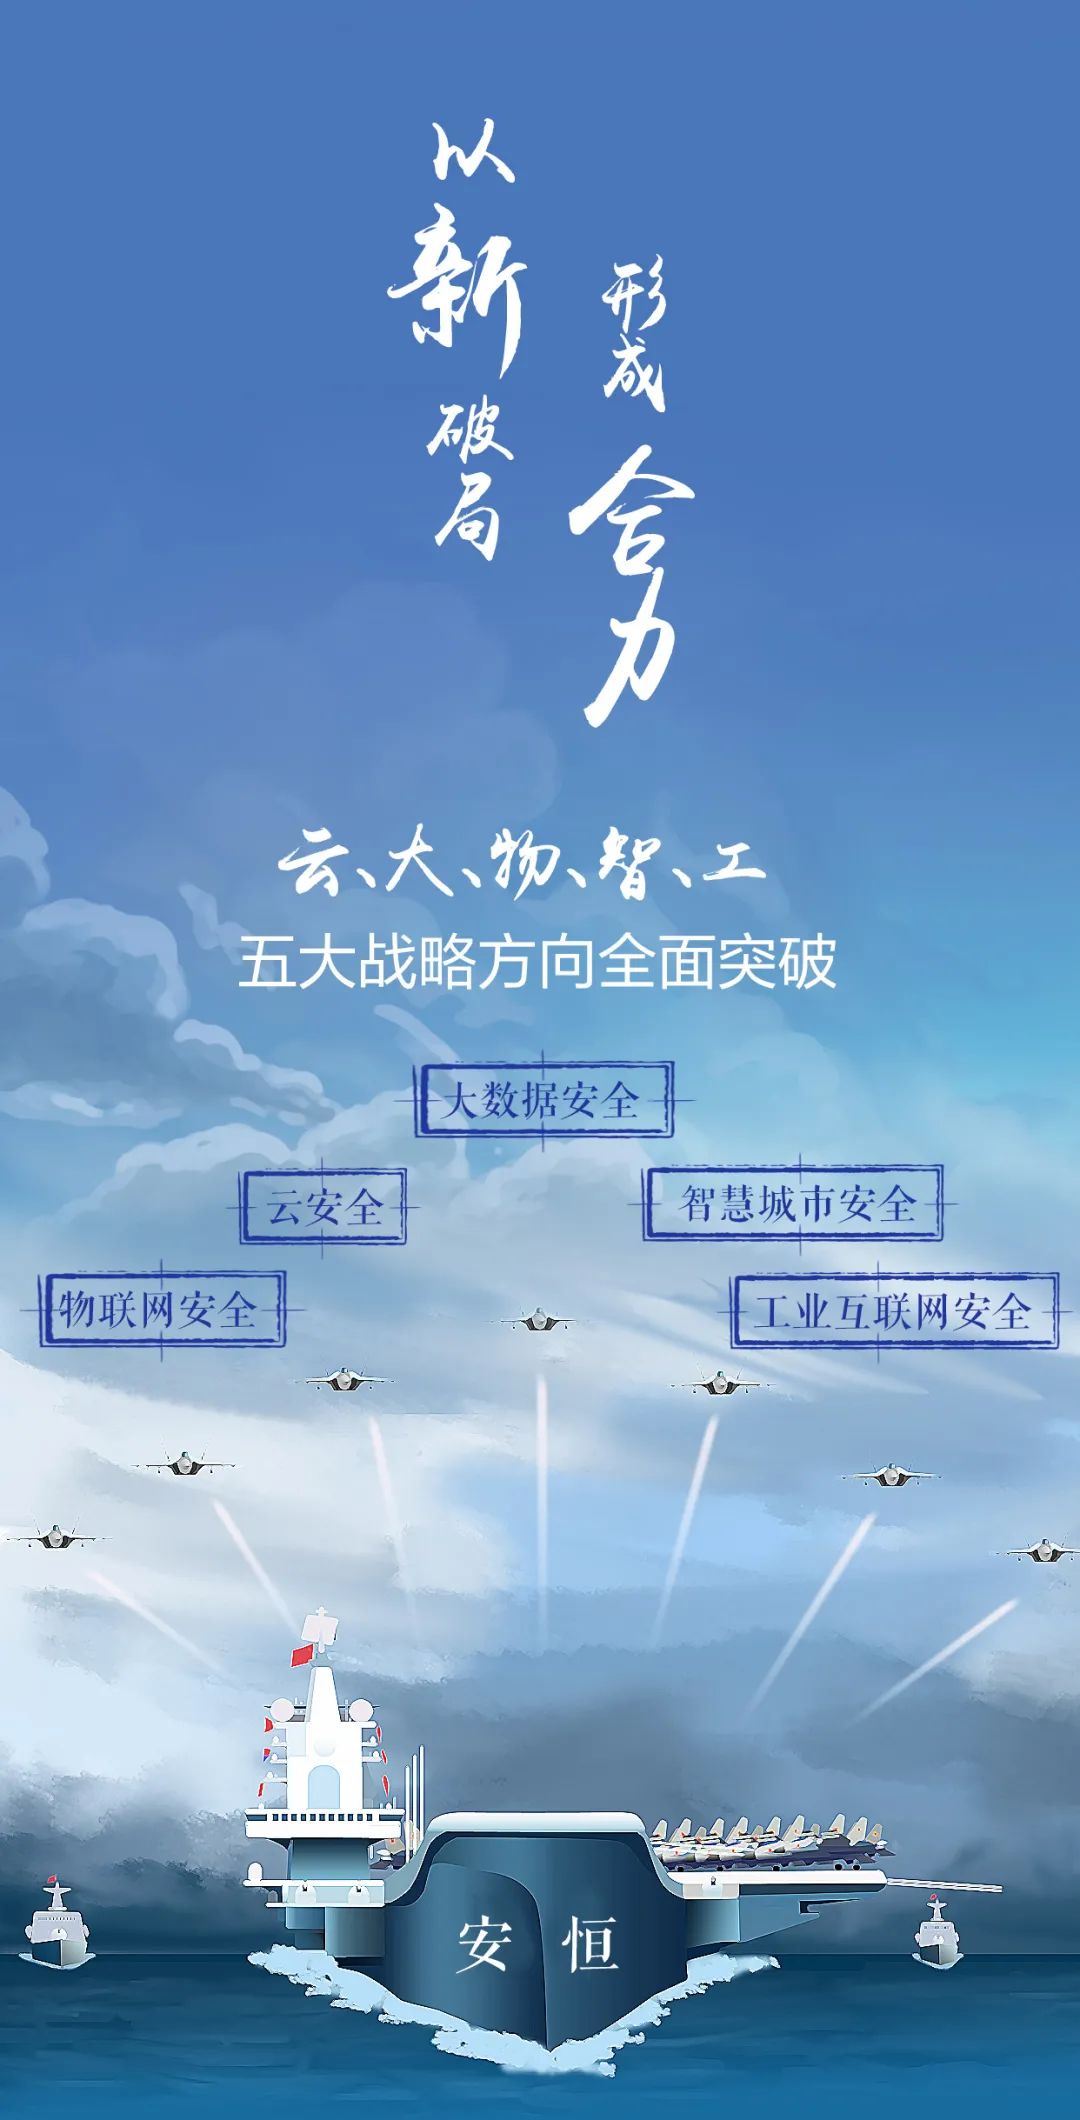 以新破局
形成合力
云、大、物、智、工
五大战略方向全面突破
大数据安全
云安全
智慧城市安全
物联网安全
工业互联网安全
安恒